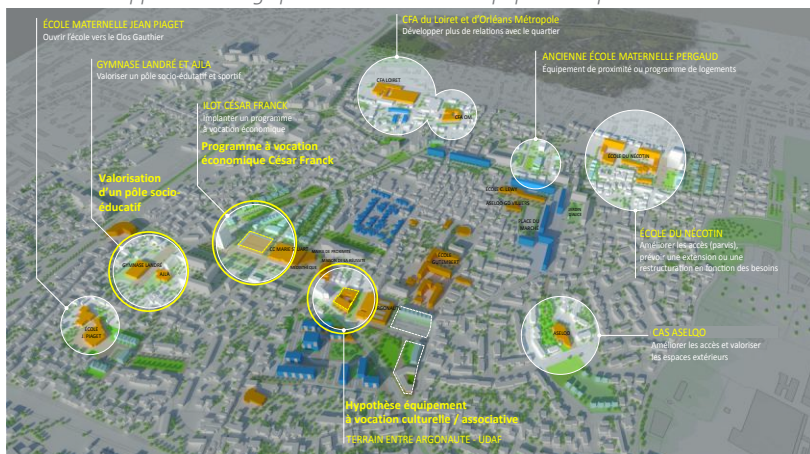 ÉCOLE MATERNELLE JEAN PIAGET
Ouvrir l'école vers le Clos Gauthier
GYMNASE LANDRÉ ET AJLA
Valoriser un pôle socio-éducatif et sportif
ILOT CÉSAR FRANCK
Implanter un programme
à vocation économique
Programme à vocation
économique César Franck
Valorisation
d'un pôle socio-
éducatif
CFA du Loiret et d'Orléans Métropole
Développer plus de relations avec le quartier
ANCIENNE ÉCOLE MATERNELLE PERGAUD
Équipement de proximité ou programme de logements
CFA LOIRET
ÉCOLE DU NÉCOTIN
PLACE DU
MARCHÉ
GYMNASE LANDRÉ
AJLA
ÉCOLE
J. PIAGET
ASELQO
ÉCOLE DU NÉCOTIN
Améliorer les accès (parvis),
prévoir une extension ou une
restructuration en fonction des besoins
CAS ASELQO
Améliorer les accès et valoriser
les espaces extérieurs
Hypothèse équipement
à vocation culturelle / associative
TERRAIN ENTRE ARGONAUTE - UDAF